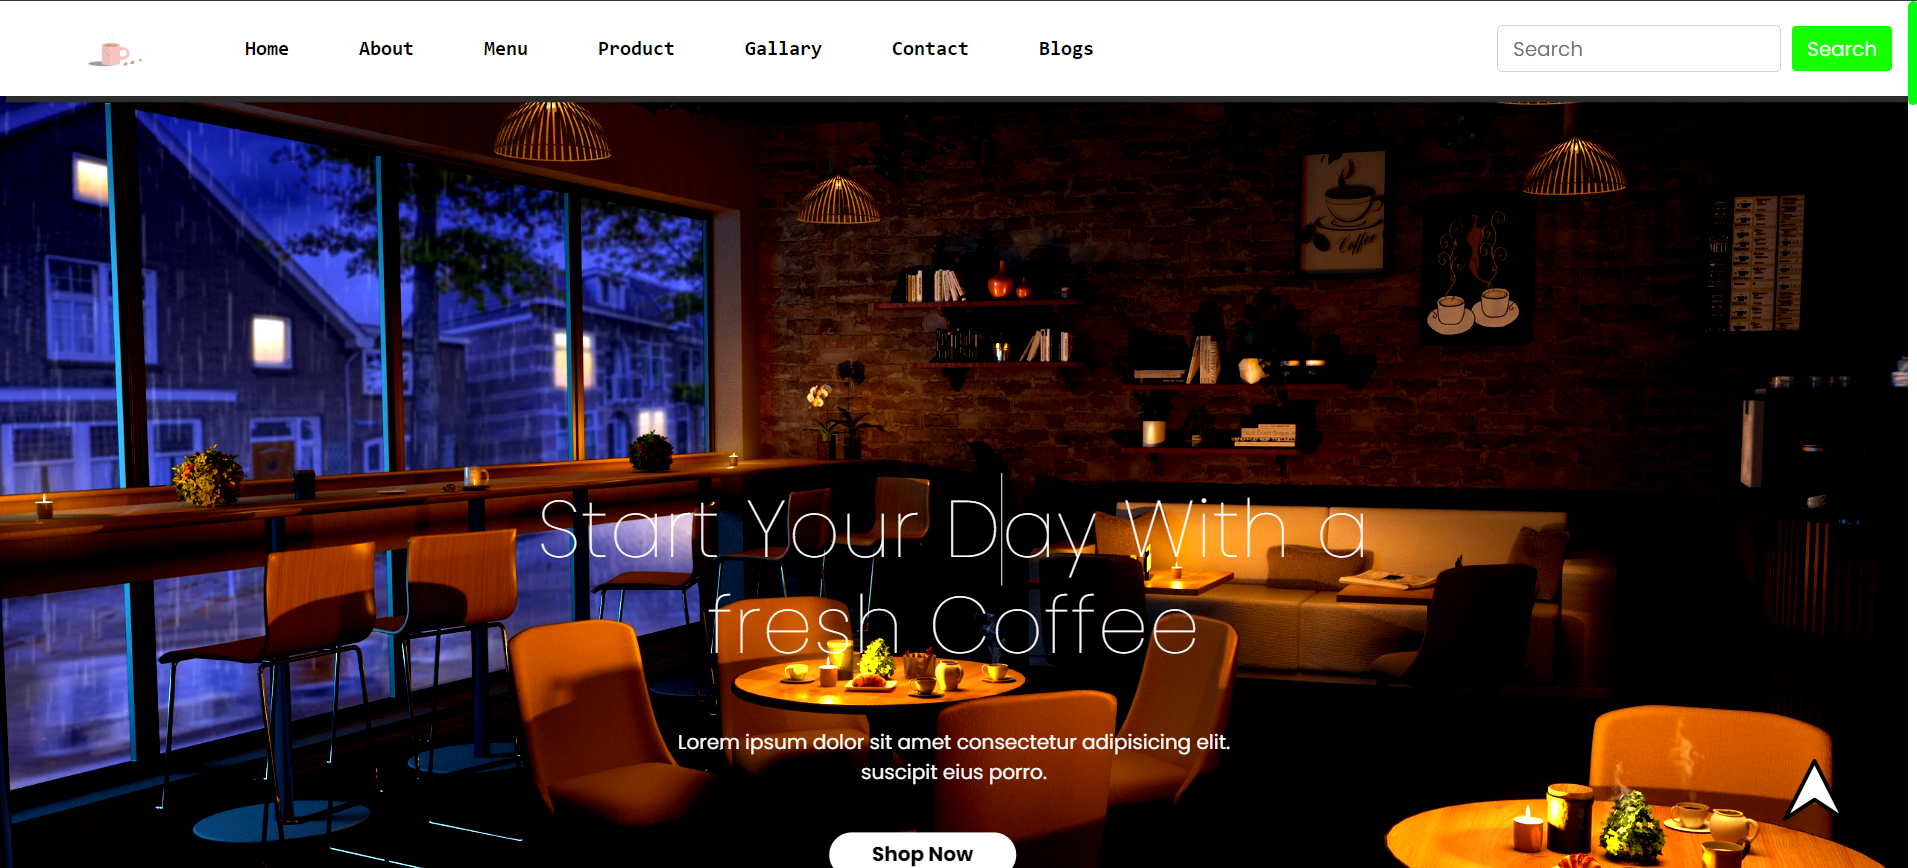 Home About Menu Product Gallary Contact Blogs Search Search
Coffee
Start Your Day With a
fresh Coffee
Lorem ipsum dolor sit amet consectetur adipisicing elit.
suscipit eius porro.
Shop Now